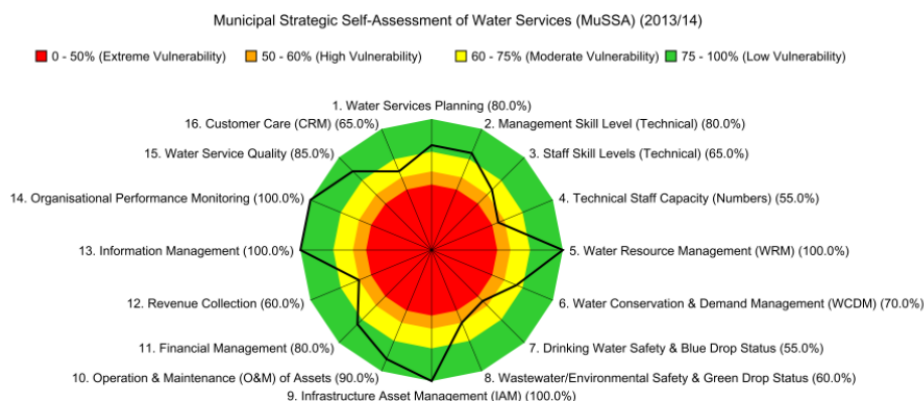 Municipal Strategic Self-Assessment of Water Services (MuSSA) (2013/14)
0 - 50% (Extreme Vulnerability) 50 - 60% (High Vulnerability) 60 - 75% (Moderate Vulnerability) 75 - 100% (Low Vulnerability)
1. Water Services Planning (80.0%)
2. Management Skill Level (Technical) (80.0%)
3. Staff Skill Levels (Technical) (65.0%)
4. Technical Staff Capacity (Numbers) (55.0%)
5. Water Resource Management (WRM) (100.0%)
6. Water Conservation & Demand Management (WCDM) (70.0%)
7. Drinking Water Safety & Blue Drop Status (55.0%)
8. Wastewater/Environmental Safety & Green Drop Status (60.0%)
9. Infrastructure Asset Management (IAM) (100.0%)
10. Operation & Maintenance (O&M) of Assets (90.0%)
11. Financial Management (80.0%)
12. Revenue Collection (60.0%)
13. Information Management (100.0%)
14. Organisational Performance Monitoring (100.0%)
15. Water Service Quality (85.0%)
16. Customer Care (CRM) (65.0%)